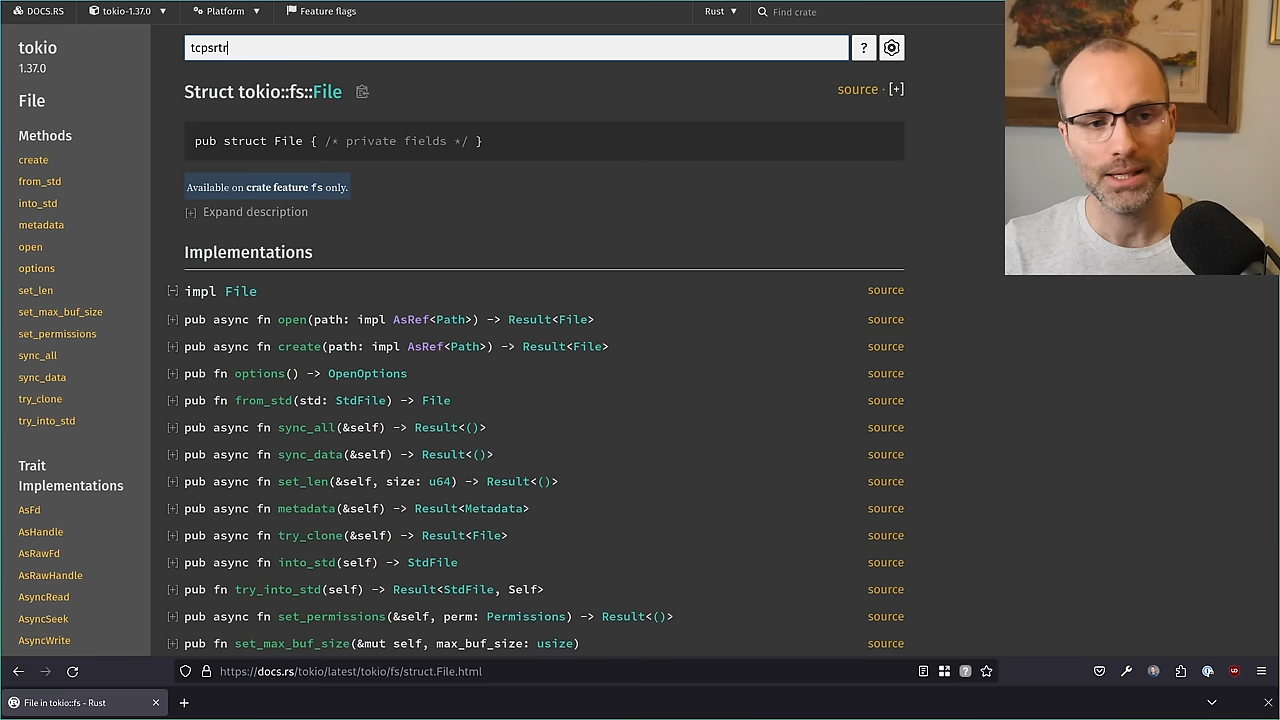 DOCS.RS tokio-1.37.0 Platform Feature flags Rust Find crate
tokio
1.37.0
File
Methods
create
from_std
into_std
metadata
open
options
set_len
set_max_buf_size
set_permissions
sync_all
sync_data
try_clone
try_into_std
Trait
Implementations
AsFd
AsHandle
AsRawFd
AsRawHandle
AsyncRead
AsyncSeek
AsyncWrite
tcpsrtr
?
Struct tokio::fs::File source · [+]
pub struct File { /* private fields */ }
Available on crate feature fs only.
[+] Expand description
Implementations
[−] impl File source
[+] pub async fn open(path: impl AsRef<Path>) -> Result<File> source
[+] pub async fn create(path: impl AsRef<Path>) -> Result<File> source
[+] pub fn options() -> OpenOptions source
[+] pub fn from_std(std: StdFile) -> File source
[+] pub async fn sync_all(&self) -> Result<()> source
[+] pub async fn sync_data(&self) -> Result<()> source
[+] pub async fn set_len(&self, size: u64) -> Result<()> source
[+] pub async fn metadata(&self) -> Result<Metadata> source
[+] pub async fn try_clone(&self) -> Result<File> source
[+] pub async fn into_std(self) -> StdFile source
[+] pub fn try_into_std(self) -> Result<StdFile, Self> source
[+] pub async fn set_permissions(&self, perm: Permissions) -> Result<()> source
[+] pub fn set_max_buf_size(&mut self, max_buf_size: usize) source
https://docs.rs/tokio/latest/tokio/fs/struct.File.html
File in tokio::fs - Rust